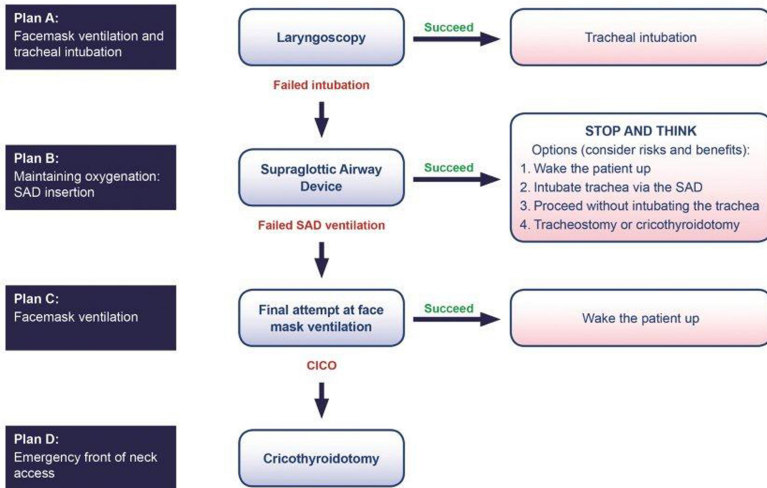 Plan A:
Facemask ventilation and
tracheal intubation
Laryngoscopy
Succeed
Tracheal intubation
Failed intubation
Plan B:
Maintaining oxygenation:
SAD insertion
Supraglottic Airway
Device
Succeed
STOP AND THINK
Options (consider risks and benefits):
1. Wake the patient up
2. Intubate trachea via the SAD
3. Proceed without intubating the trachea
4. Tracheostomy or cricothyroidotomy
Failed SAD ventilation
Plan C:
Facemask ventilation
Final attempt at face
mask ventilation
Succeed
Wake the patient up
CICO
Plan D:
Emergency front of neck
access
Cricothyroidotomy